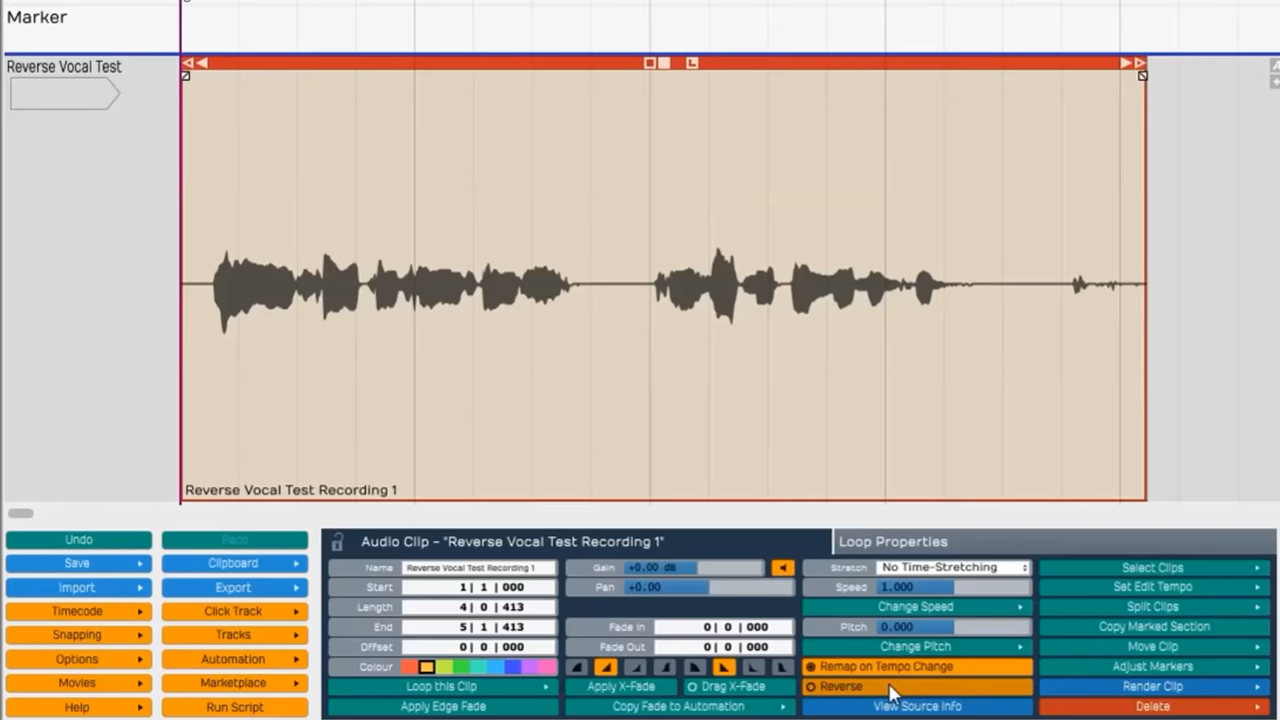 Marker
Reverse Vocal Test
Reverse Vocal Test Recording 1
Undo
Redo
Save
Clipboard
Import
Export
Timecode
Click Track
Snapping
Tracks
Options
Automation
Movies
Marketplace
Help
Run Script
Audio Clip - "Reverse Vocal Test Recording 1"
Loop Properties
Name Reverse Vocal Test Recording 1
Start 1| 1 | 000
Length 4| 0 | 413
End 5| 1 | 413
Offset 0| 0 | 000
Colour
Loop this Clip
Apply Edge Fade
Gain +0.00 dB
Pan +0.00
Fade In 0| 0 | 000
Fade Out 0| 0 | 000
Apply X-Fade
Drag X-Fade
Copy Fade to Automation
Stretch No Time-Stretching
Speed 1.000
Change Speed
Pitch 0.000
Change Pitch
Remap on Tempo Change
Reverse
View Source Info
Select Clips
Set Edit Tempo
Split Clips
Copy Marked Section
Move Clip
Adjust Markers
Render Clip
Delete